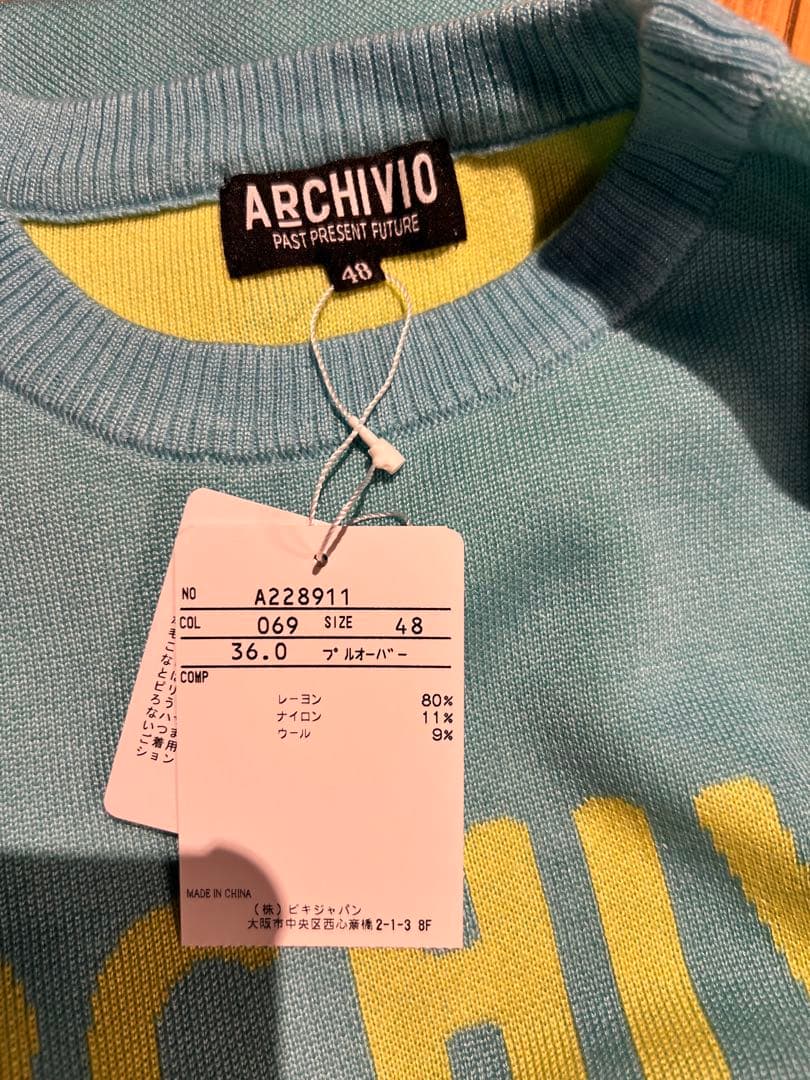 ARCHIVIO
PAST PRESENT FUTURE
48
NO A228911
COL 069 SIZE 48
36.0 プルオーバー
COMP
レーヨン 80%
ナイロン 11%
ウール 9%
MADE IN CHINA
(株)ビキジャパン
大阪市中央区西心斎橋2-1-3 8F
CHIV